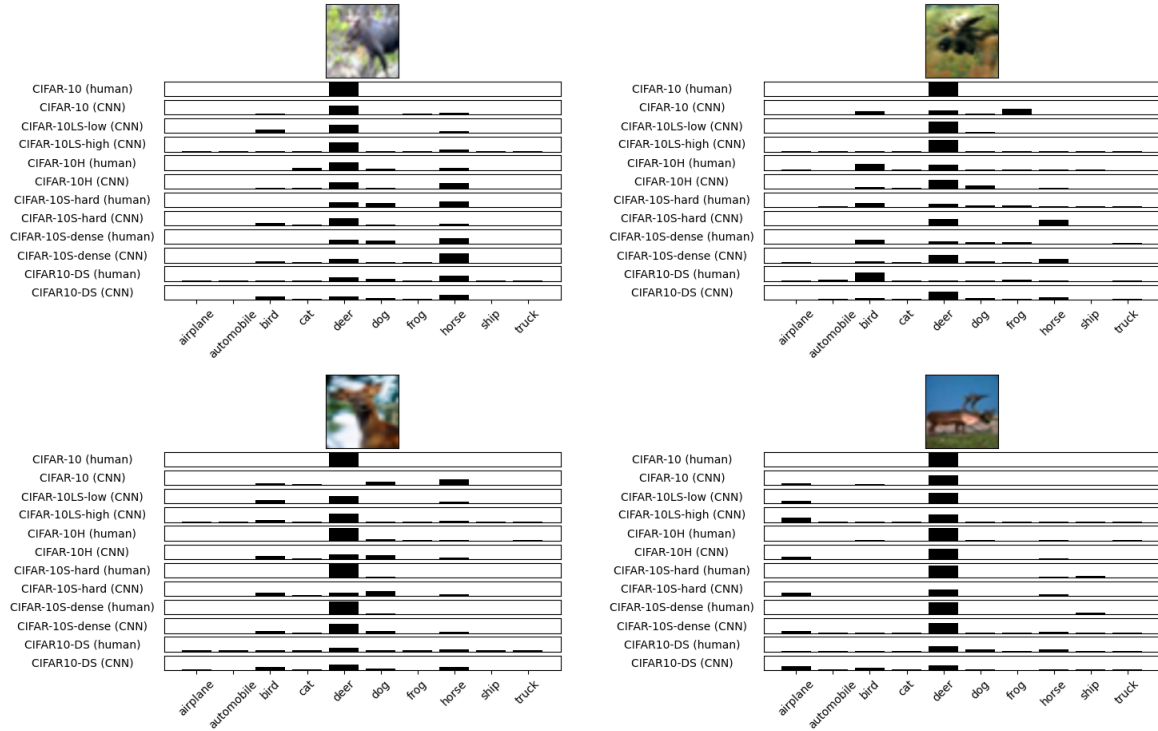 CIFAR-10 (human)
CIFAR-10 (CNN)
CIFAR-10LS-low (CNN)
CIFAR-10LS-high (CNN)
CIFAR-10H (human)
CIFAR-10H (CNN)
CIFAR-10S-hard (human)
CIFAR-10S-hard (CNN)
CIFAR-10S-dense (human)
CIFAR-10S-dense (CNN)
CIFAR10-DS (human)
CIFAR10-DS (CNN)
airplane automobile bird cat deer dog frog horse ship truck
CIFAR-10 (human)
CIFAR-10 (CNN)
CIFAR-10LS-low (CNN)
CIFAR-10LS-high (CNN)
CIFAR-10H (human)
CIFAR-10H (CNN)
CIFAR-10S-hard (human)
CIFAR-10S-hard (CNN)
CIFAR-10S-dense (human)
CIFAR-10S-dense (CNN)
CIFAR10-DS (human)
CIFAR10-DS (CNN)
airplane automobile bird cat deer dog frog horse ship truck
CIFAR-10 (human)
CIFAR-10 (CNN)
CIFAR-10LS-low (CNN)
CIFAR-10LS-high (CNN)
CIFAR-10H (human)
CIFAR-10H (CNN)
CIFAR-10S-hard (human)
CIFAR-10S-hard (CNN)
CIFAR-10S-dense (human)
CIFAR-10S-dense (CNN)
CIFAR10-DS (human)
CIFAR10-DS (CNN)
airplane automobile bird cat deer dog frog horse ship truck
CIFAR-10 (human)
CIFAR-10 (CNN)
CIFAR-10LS-low (CNN)
CIFAR-10LS-high (CNN)
CIFAR-10H (human)
CIFAR-10H (CNN)
CIFAR-10S-hard (human)
CIFAR-10S-hard (CNN)
CIFAR-10S-dense (human)
CIFAR-10S-dense (CNN)
CIFAR10-DS (human)
CIFAR10-DS (CNN)
airplane automobile bird cat deer dog frog horse ship truck